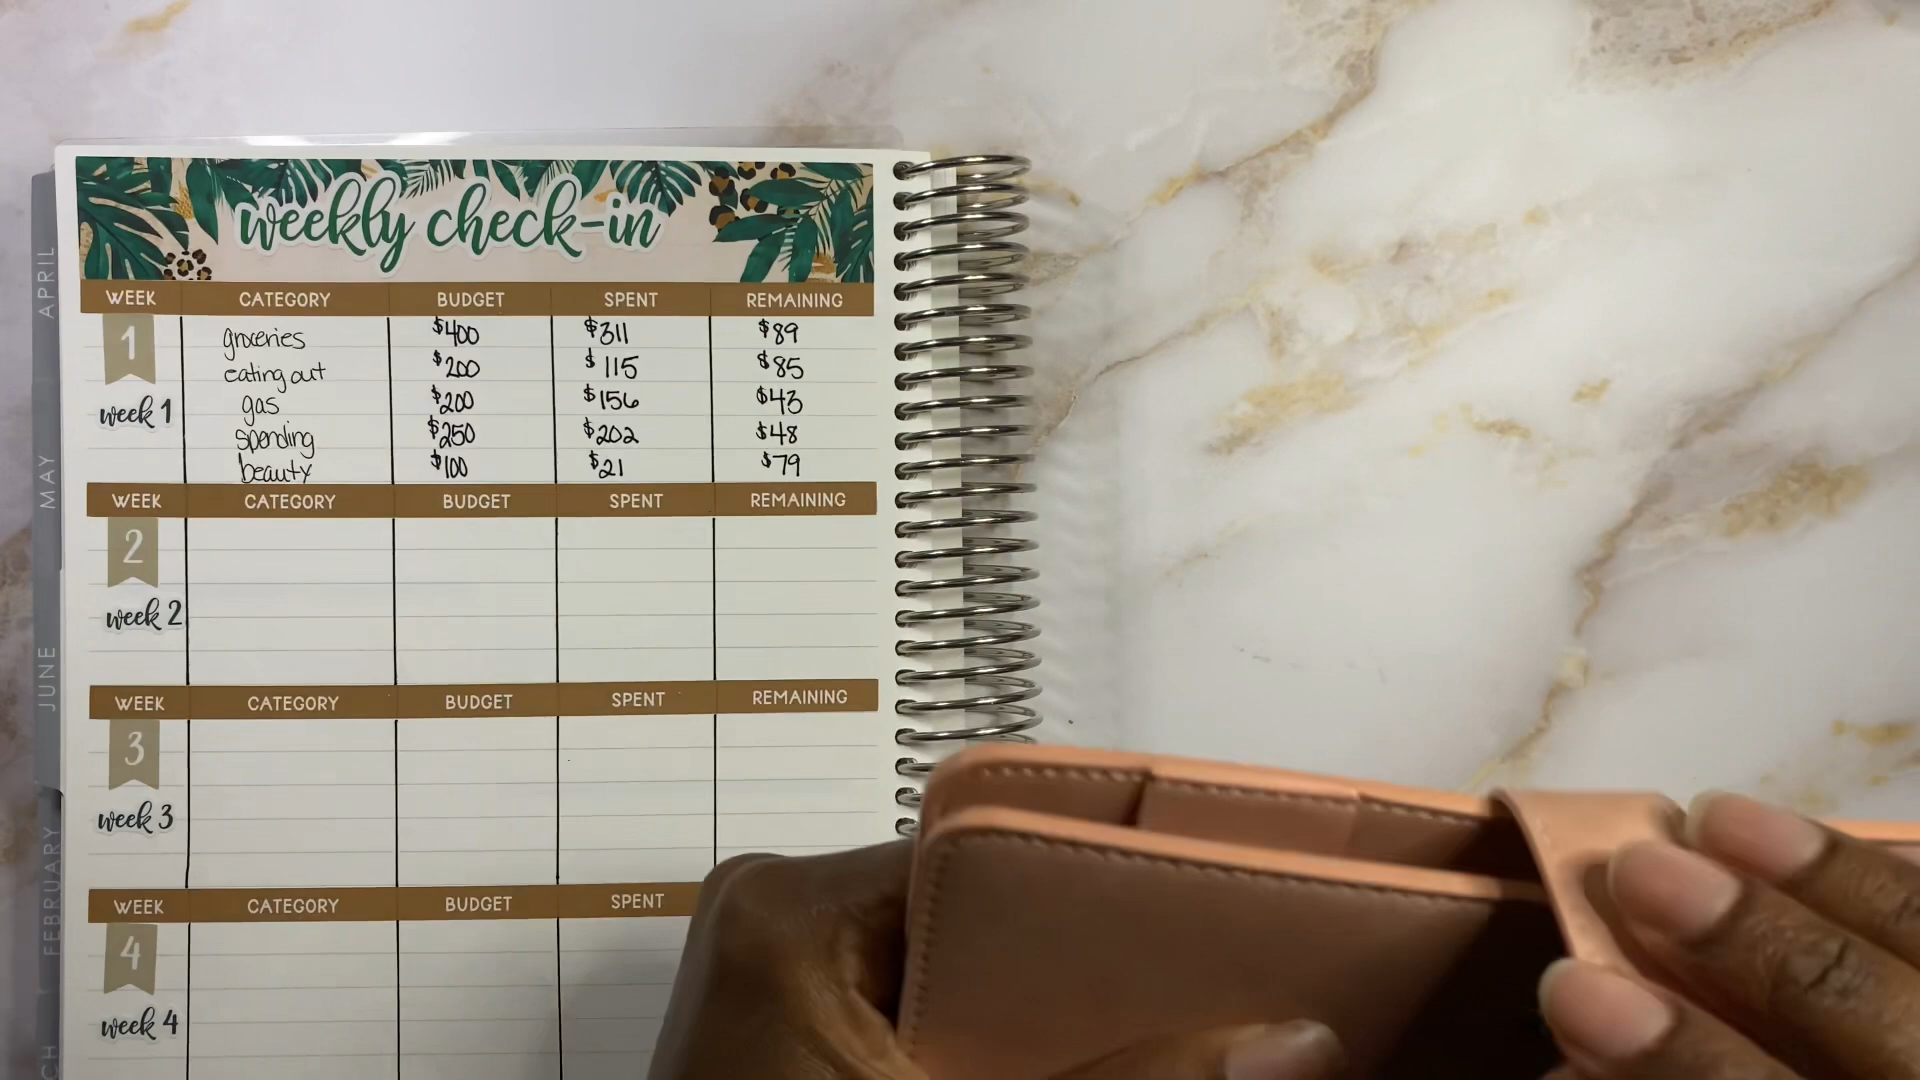 weekly check-in
WEEK CATEGORY BUDGET SPENT REMAINING
1 groceries $400 $311 $89
eating out $200 $115 $85
week 1 gas $200 $156 $43
spending $250 $202 $48
beauty $100 $21 $79
WEEK CATEGORY BUDGET SPENT REMAINING
2
week 2
WEEK CATEGORY BUDGET SPENT REMAINING
3
week 3
WEEK CATEGORY BUDGET SPENT
4
week 4
APRIL
MAY
JUNE
FEBRUARY
CH